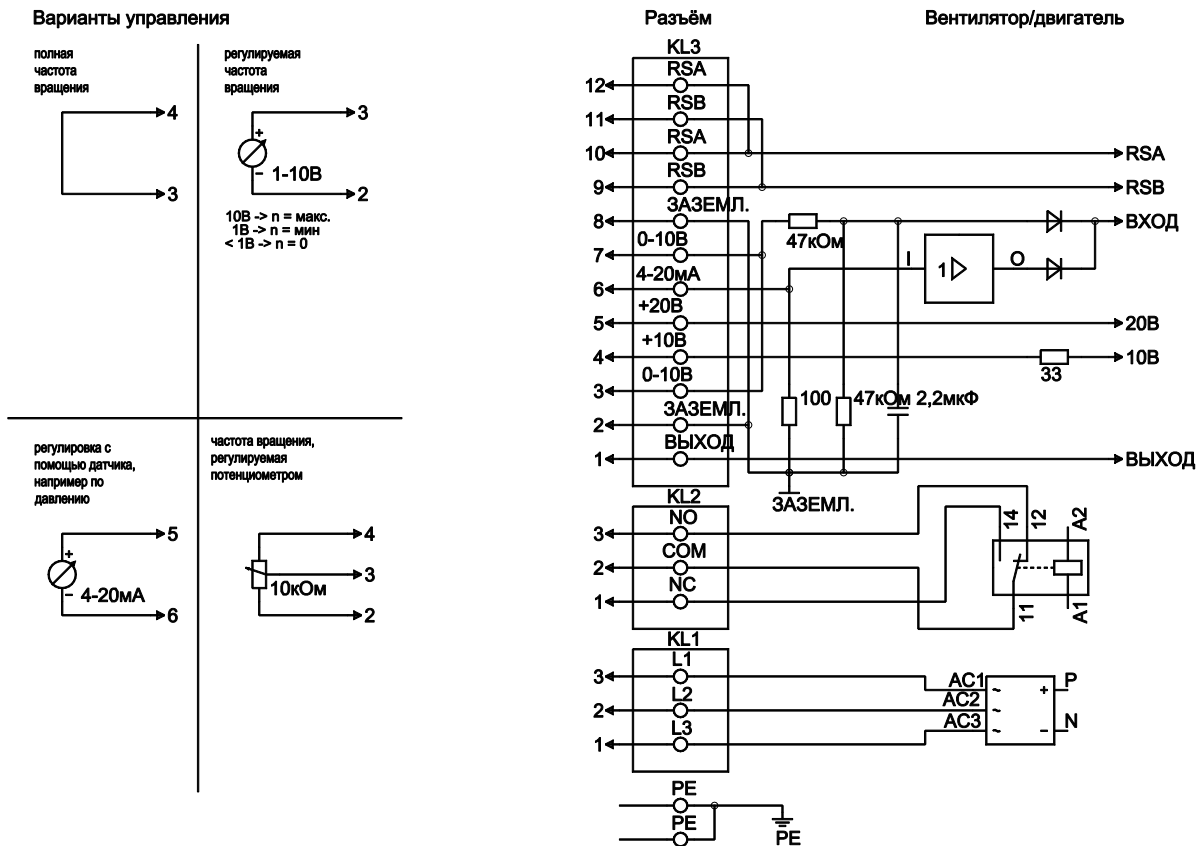 Варианты управления
полная
частота
вращения
4
3
регулируемая
частота
вращения
3
+
− 1-10В
2
10В -> n = макс.
1В -> n = мин
< 1В -> n = 0
регулировка с
помощью датчика,
например по
давлению
5
+
− 4-20мА
6
частота вращения,
регулируемая
потенциометром
4
3
10кОм
2
Разъём
Вентилятор/двигатель
KL3
RSA
12
RSB
11
RSA
10
RSA
RSB
9
RSB
ЗАЗЕМЛ.
8
ВХОД
47кОм
0-10В
7
I
1
O
4-20мА
6
+20В
5
20В
+10В
4
10В
33
0-10В
3
100
47кОм
2,2мкФ
ЗАЗЕМЛ.
2
ВЫХОД
1
ВЫХОД
ЗАЗЕМЛ.
KL2
NO
3
COM
2
NC
1
14
12
A2
11
A1
KL1
L1
3
L2
2
L3
1
AC1
~
+
P
AC2
~
AC3
~
−
N
PE
PE
PE